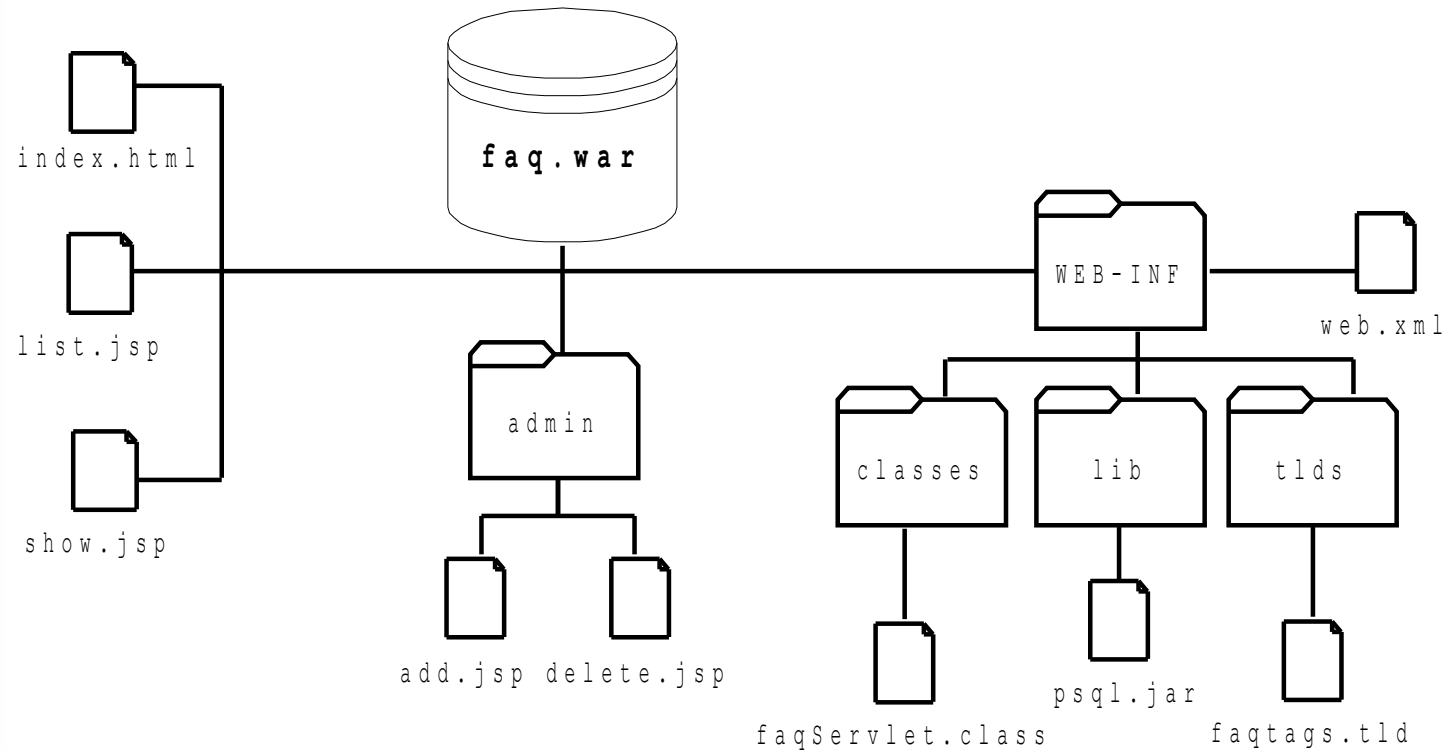 faq.war
index.html
WEB-INF
web.xml
list.jsp
admin
classes
lib
tlds
show.jsp
add.jsp
delete.jsp
psql.jar
faqServlet.class
faqtags.tld